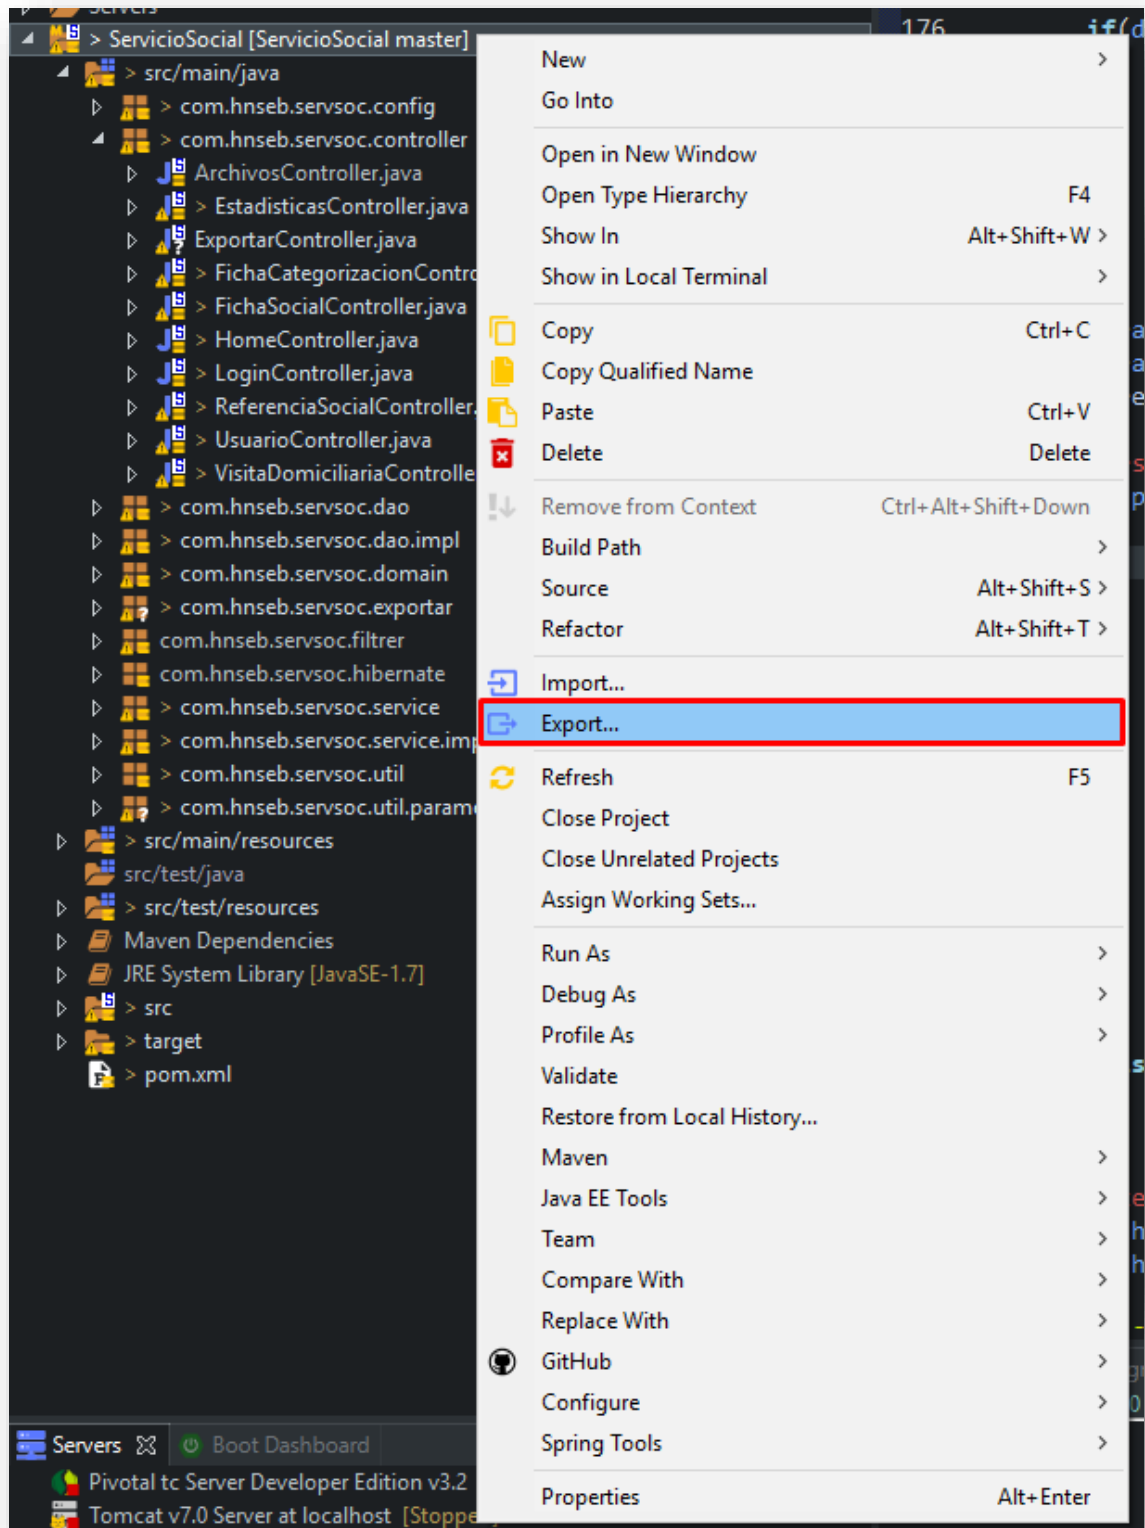 Servers
> ServicioSocial [ServicioSocial master]
> src/main/java
> com.hnseb.servsoc.config
> com.hnseb.servsoc.controller
ArchivosController.java
> EstadisticasController.java
ExportarController.java
> FichaCategorizacionContro
> FichaSocialController.java
> HomeController.java
> LoginController.java
> ReferenciaSocialController.
> UsuarioController.java
> VisitaDomiciliariaControlle
> com.hnseb.servsoc.dao
> com.hnseb.servsoc.dao.impl
> com.hnseb.servsoc.domain
> com.hnseb.servsoc.exportar
com.hnseb.servsoc.filtrer
com.hnseb.servsoc.hibernate
> com.hnseb.servsoc.service
> com.hnseb.servsoc.service.imp
> com.hnseb.servsoc.util
> com.hnseb.servsoc.util.param
> src/main/resources
src/test/java
> src/test/resources
Maven Dependencies
JRE System Library [JavaSE-1.7]
> src
> target
> pom.xml
Servers
Boot Dashboard
Pivotal tc Server Developer Edition v3.2
Tomcat v7.0 Server at localhost [Stoppe
176 if(d
New >
Go Into
Open in New Window
Open Type Hierarchy F4
Show In Alt+Shift+W >
Show in Local Terminal >
Copy Ctrl+C
Copy Qualified Name
Paste Ctrl+V
Delete Delete
Remove from Context Ctrl+Alt+Shift+Down
Build Path >
Source Alt+Shift+S >
Refactor Alt+Shift+T >
Import...
Export...
Refresh F5
Close Project
Close Unrelated Projects
Assign Working Sets...
Run As >
Debug As >
Profile As >
Validate
Restore from Local History...
Maven >
Java EE Tools >
Team >
Compare With >
Replace With >
GitHub >
Configure >
Spring Tools >
Properties Alt+Enter